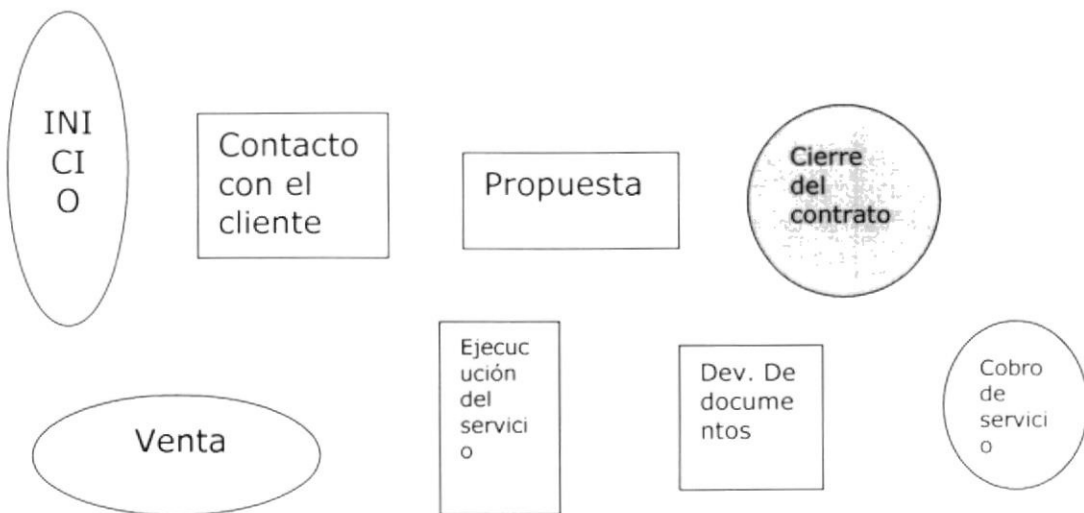 INI
CI
O
Contacto
con el
cliente
Propuesta
Cierre
del
contrato
Venta
Ejecuc
ución
del
servici
o
Dev. De
docume
ntos
Cobro
de
servici
o